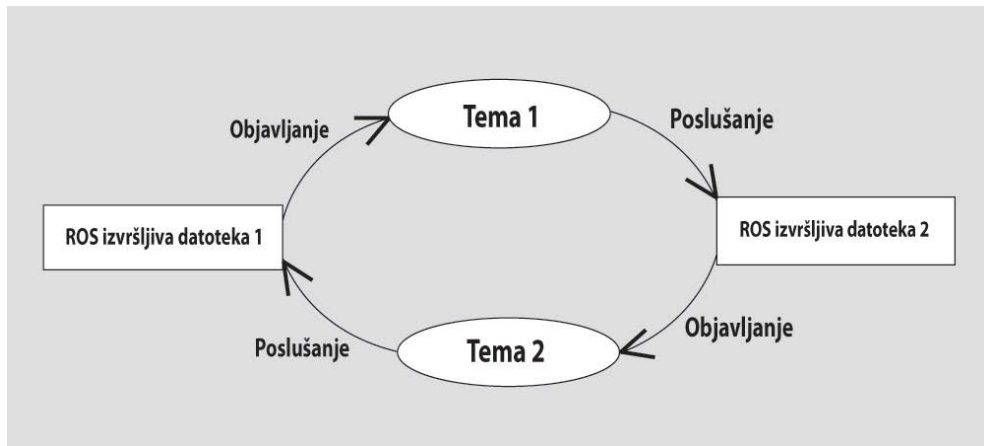 Tema 1
Objavljanje
Poslušanje
ROS izvršljiva datoteka 1
ROS izvršljiva datoteka 2
Objavljanje
Poslušanje
Tema 2